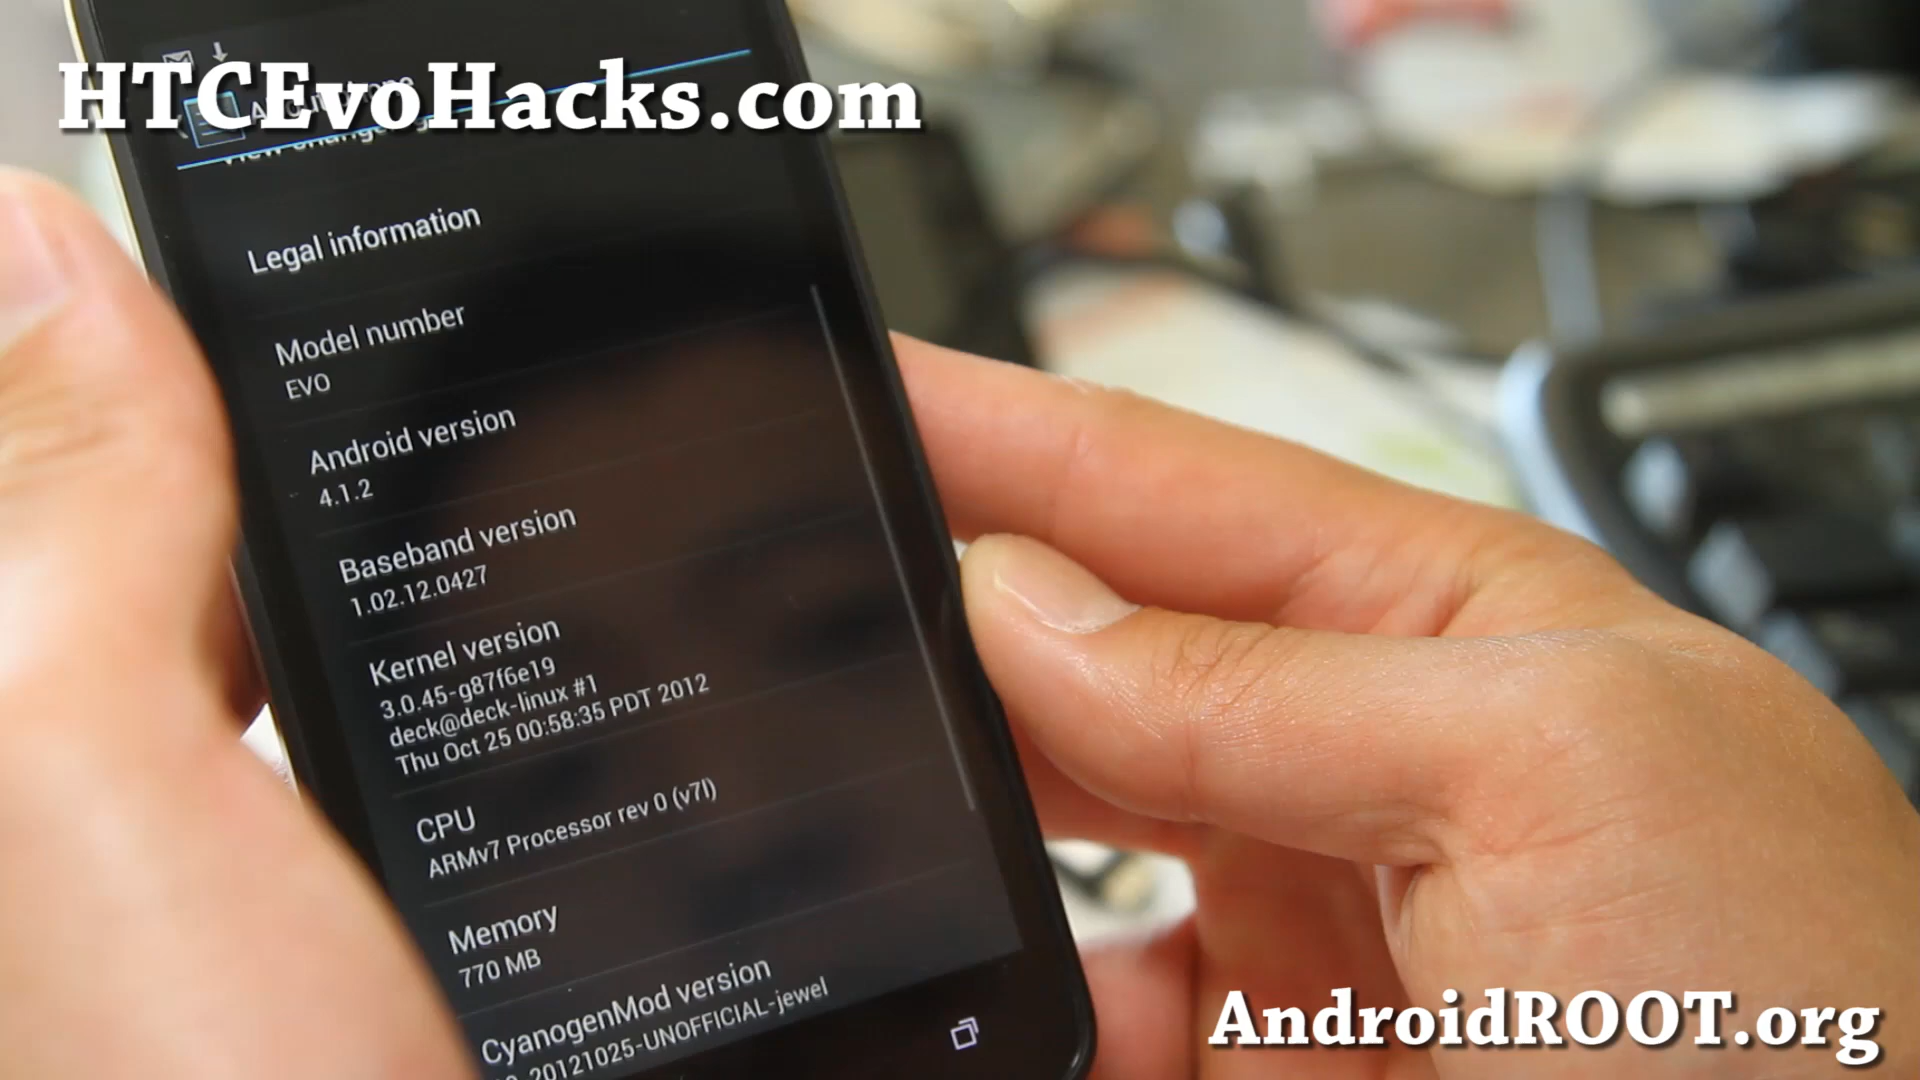 HTCEvoHacks.com
Legal information
Model number
EVO
Android version
4.1.2
Baseband version
1.02.12.0427
Kernel version
3.0.45-g87f6e19
deck@deck-linux #1
Thu Oct 25 00:58:35 PDT 2012
CPU
ARMv7 Processor rev 0 (v7l)
Memory
770 MB
CyanogenMod version
20121025-UNOFFICIAL-jewel
AndroidROOT.org